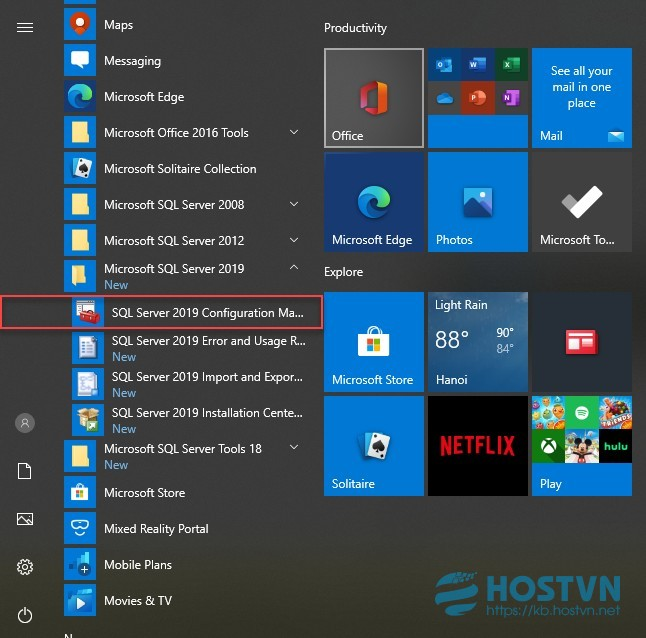 Maps
Messaging
Microsoft Edge
Microsoft Office 2016 Tools
Microsoft Solitaire Collection
Microsoft SQL Server 2008
Microsoft SQL Server 2012
Microsoft SQL Server 2019
New
SQL Server 2019 Configuration Ma...
SQL Server 2019 Error and Usage R...
New
SQL Server 2019 Import and Expor...
New
SQL Server 2019 Installation Cente...
New
Microsoft SQL Server Tools 18
New
Microsoft Store
Mixed Reality Portal
Mobile Plans
Movies & TV
N
Productivity
Office
See all your
mail in one
place
Mail
Microsoft Edge
Photos
Microsoft To...
Explore
Microsoft Store
Light Rain
88°
90°
84°
Hanoi
Solitaire
NETFLIX
FRIENDS
hulu
Play
HOSTVN
https://kb.hostvn.net